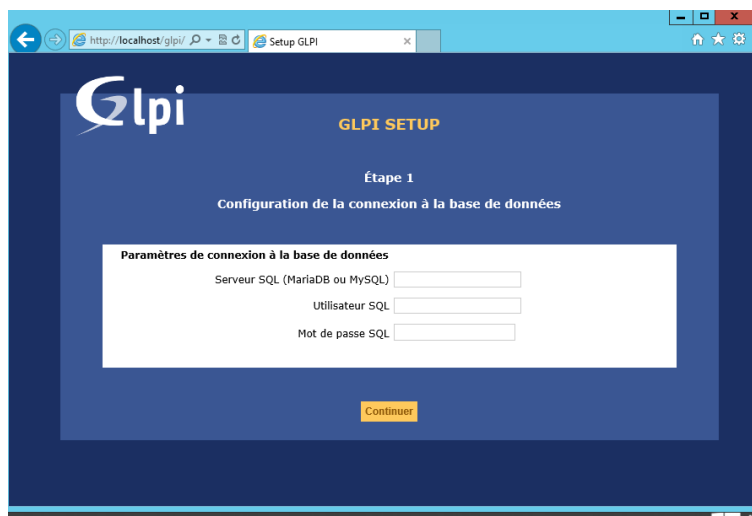 http://localhost/glpi/
Setup GLPI
Glpi
GLPI SETUP
Étape 1
Configuration de la connexion à la base de données
Paramètres de connexion à la base de données
Serveur SQL (MariaDB ou MySQL)
Utilisateur SQL
Mot de passe SQL
Continuer